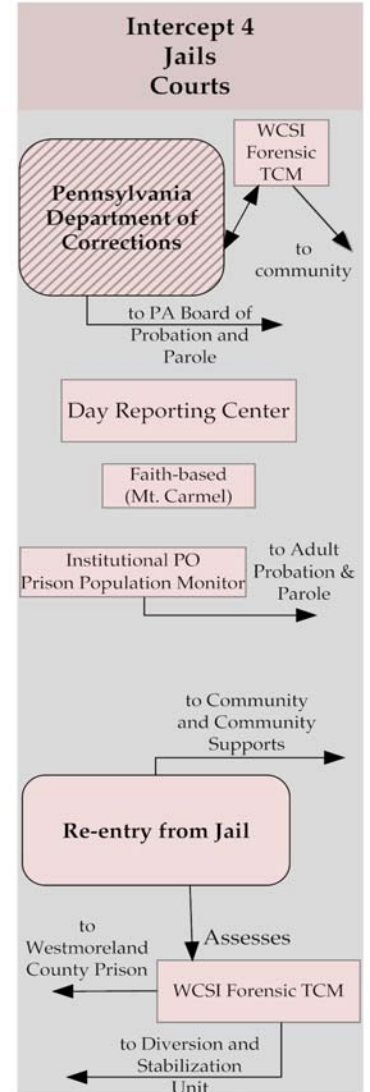 Intercept 4
Jails
Courts
WCSI
Forensic
TCM
Pennsylvania
Department of
Corrections
to
community
to PA Board of
Probation and
Parole
Day Reporting Center
Faith-based
(Mt. Carmel)
Institutional PO
Prison Population Monitor
to Adult
Probation &
Parole
to Community
and Community
Supports
Re-entry from Jail
Assesses
to
Westmoreland
County Prison
WCSI Forensic TCM
to Diversion and
Stabilization
Unit